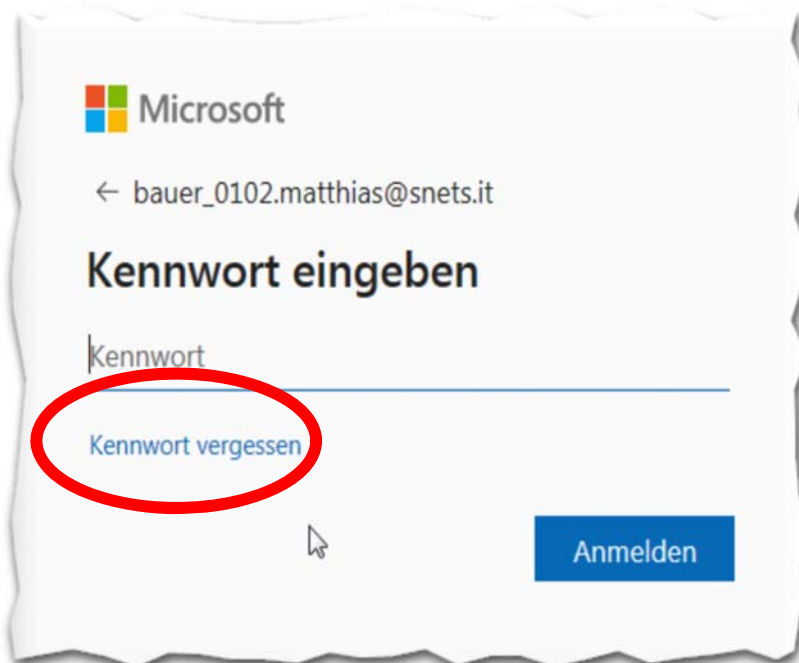 Microsoft
← bauer_0102.matthias@snets.it
Kennwort eingeben
Kennwort
Kennwort vergessen
Anmelden